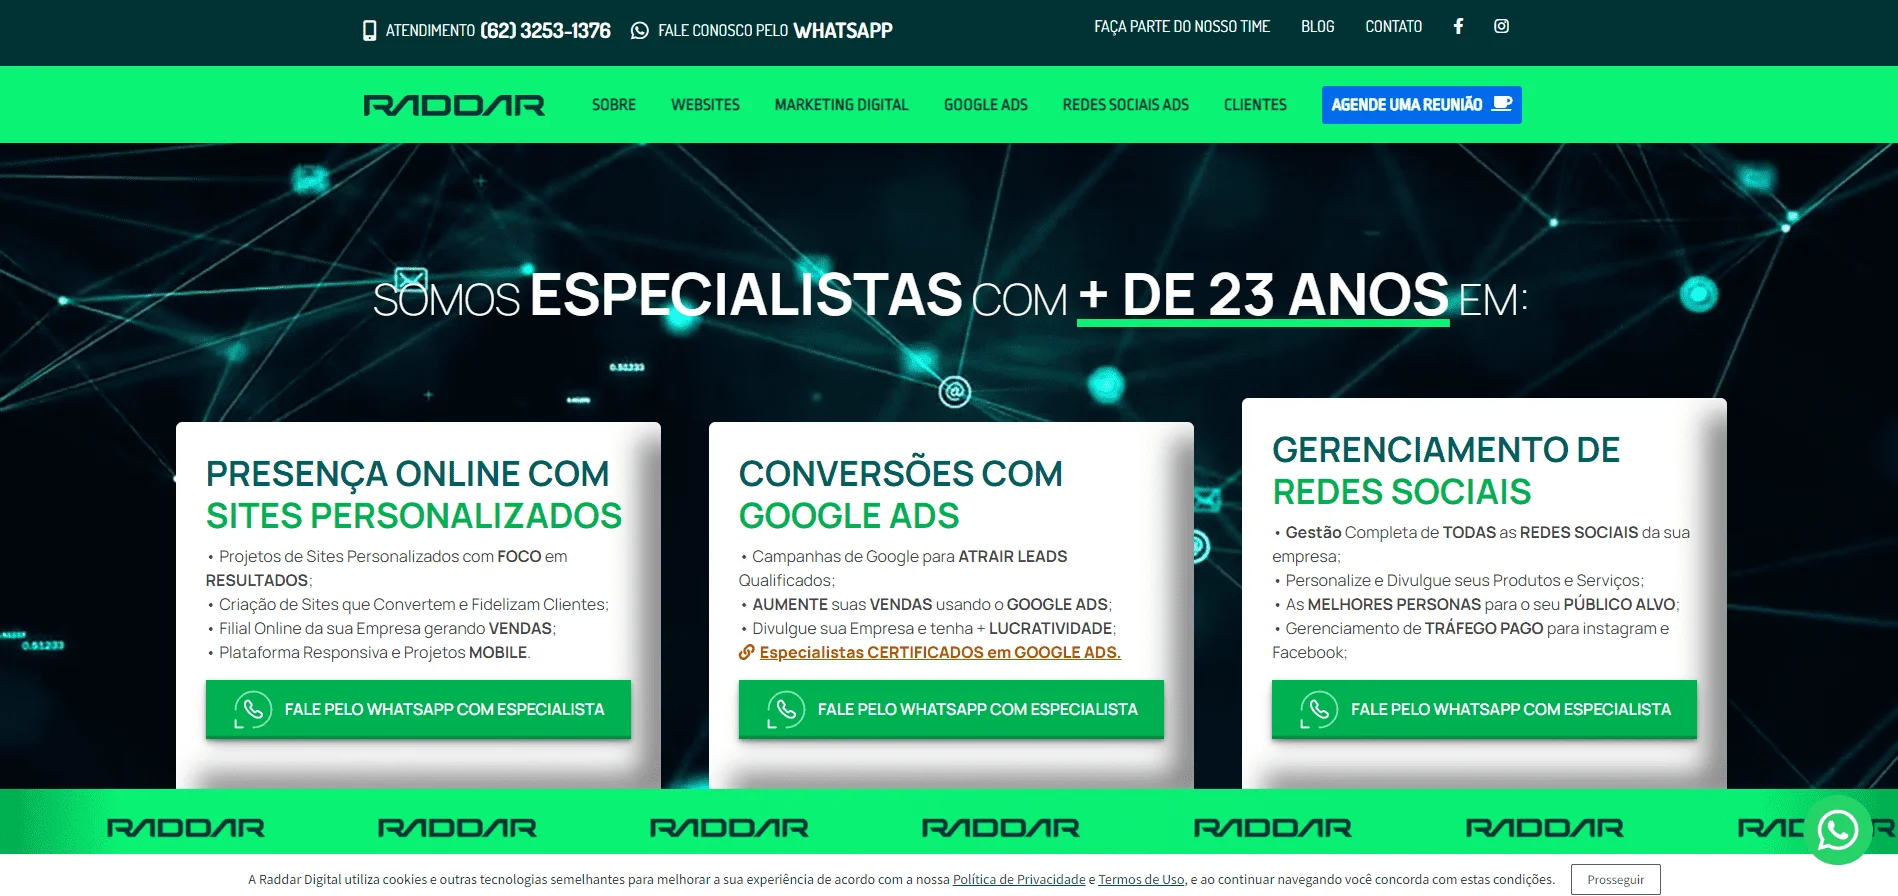 ATENDIMENTO (62) 3253-1376 FALE CONOSCO PELO WHATSAPP
FAÇA PARTE DO NOSSO TIME BLOG CONTATO
RADDAR SOBRE WEBSITES MARKETING DIGITAL GOOGLE ADS REDES SOCIAIS ADS CLIENTES AGENDE UMA REUNIÃO
SOMOS ESPECIALISTAS COM + DE 23 ANOS EM:
0.51233
PRESENÇA ONLINE COM
SITES PERSONALIZADOS
• Projetos de Sites Personalizados com FOCO em
RESULTADOS;
• Criação de Sites que Convertem e Fidelizam Clientes;
• Filial Online da sua Empresa gerando VENDAS;
• Plataforma Responsiva e Projetos MOBILE.
FALE PELO WHATSAPP COM ESPECIALISTA
CONVERSÕES COM
GOOGLE ADS
• Campanhas de Google para ATRAIR LEADS
Qualificados;
• AUMENTE suas VENDAS usando o GOOGLE ADS;
• Divulgue sua Empresa e tenha + LUCRATIVIDADE;
Especialistas CERTIFICADOS em GOOGLE ADS.
FALE PELO WHATSAPP COM ESPECIALISTA
GERENCIAMENTO DE
REDES SOCIAIS
• Gestão Completa de TODAS as REDES SOCIAIS da sua
empresa;
• Personalize e Divulgue seus Produtos e Serviços;
• As MELHORES PERSONAS para o seu PÚBLICO ALVO;
• Gerenciamento de TRÁFEGO PAGO para instagram e
Facebook;
FALE PELO WHATSAPP COM ESPECIALISTA
0.51233
RADDAR RADDAR RADDAR RADDAR RADDAR RADDAR
A Raddar Digital utiliza cookies e outras tecnologias semelhantes para melhorar a sua experiência de acordo com a nossa Política de Privacidade e Termos de Uso, e ao continuar navegando você concorda com estas condições. Prosseguir